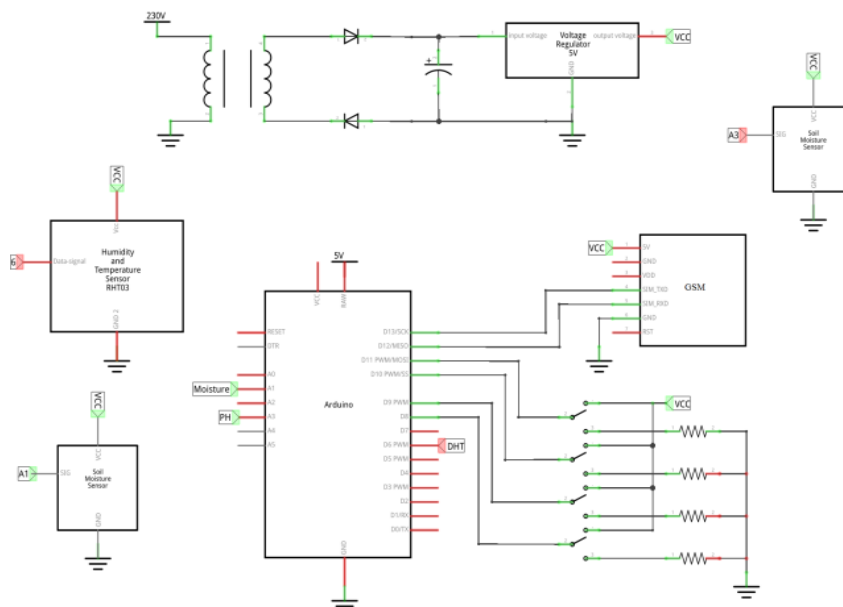 230V
input voltage
Voltage
Regulator
5V
output voltage
GND
VCC
VCC
VCC
A3
SIG
Soil
Moisture
Sensor
GND
VCC
6
Data-signal
Humidity
and
Temperature
Sensor
RHT03
GND 2
5V
VCC
RAW
RESET
DTR
A0
Moisture
A1
A2
PH
A3
A4
A5
Arduino
D13/SCK
D12/MISO
D11 PWM/MOSI
D10 PWM/SS
D9 PWM
D8
D7
D6 PWM
DHT
D5 PWM
D4
D3 PWM
D2
D1/RX
D0/TX
GND
VCC
5V
GND
VDD
SIM_TXD
SIM_RXD
GND
RST
GSM
VCC
VCC
VCC
A1
SIG
Soil
Moisture
Sensor
GND